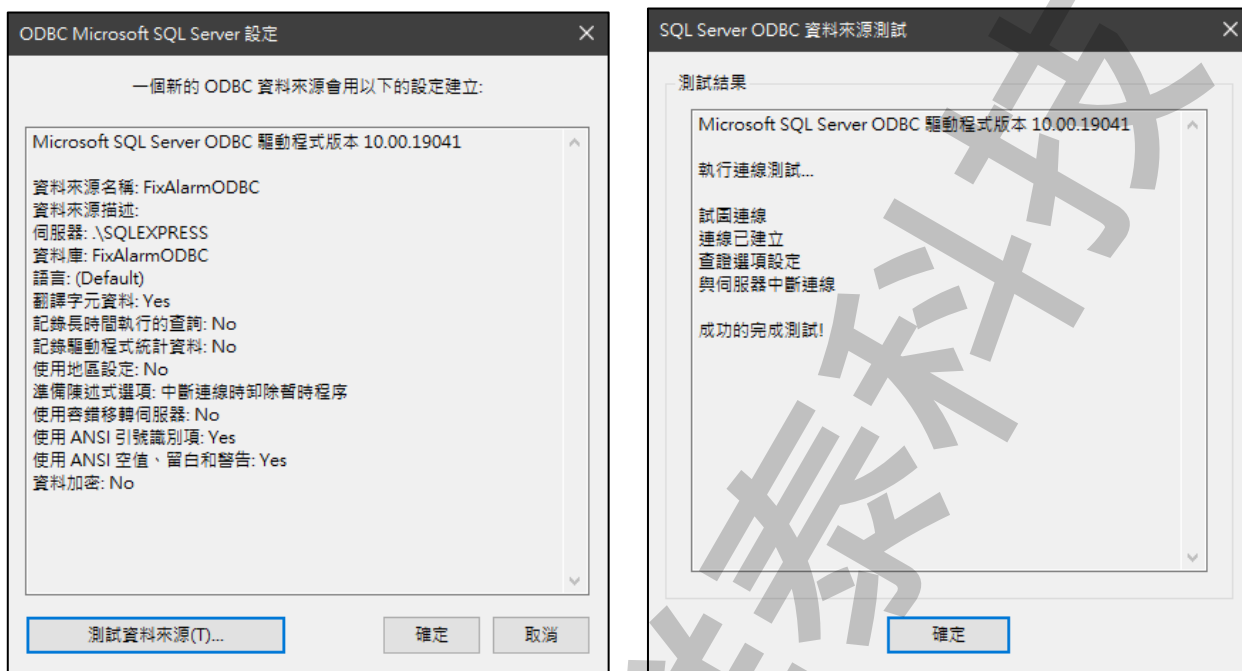 ODBC Microsoft SQL Server 設定
一個新的 ODBC 資料來源會用以下的設定建立:
Microsoft SQL Server ODBC 驅動程式版本 10.00.19041
資料來源名稱: FixAlarmODBC
資料來源描述:
伺服器: .\SQLEXPRESS
資料庫: FixAlarmODBC
語言: (Default)
翻譯字元資料: Yes
記錄長時間執行的查詢: No
記錄驅動程式統計資料: No
使用地區設定: No
準備陳述式選項: 中斷連線時卸除暫時程序
使用容錯移轉伺服器: No
使用 ANSI 引號識別項: Yes
使用 ANSI 空值、留白和警告: Yes
資料加密: No
測試資料來源(T)...
確定
取消
SQL Server ODBC 資料來源測試
測試結果
Microsoft SQL Server ODBC 驅動程式版本 10.00.19041
執行連線測試...
試圖連線
連線已建立
查證選項設定
與伺服器中斷連線
成功的完成測試!
確定
泰科技